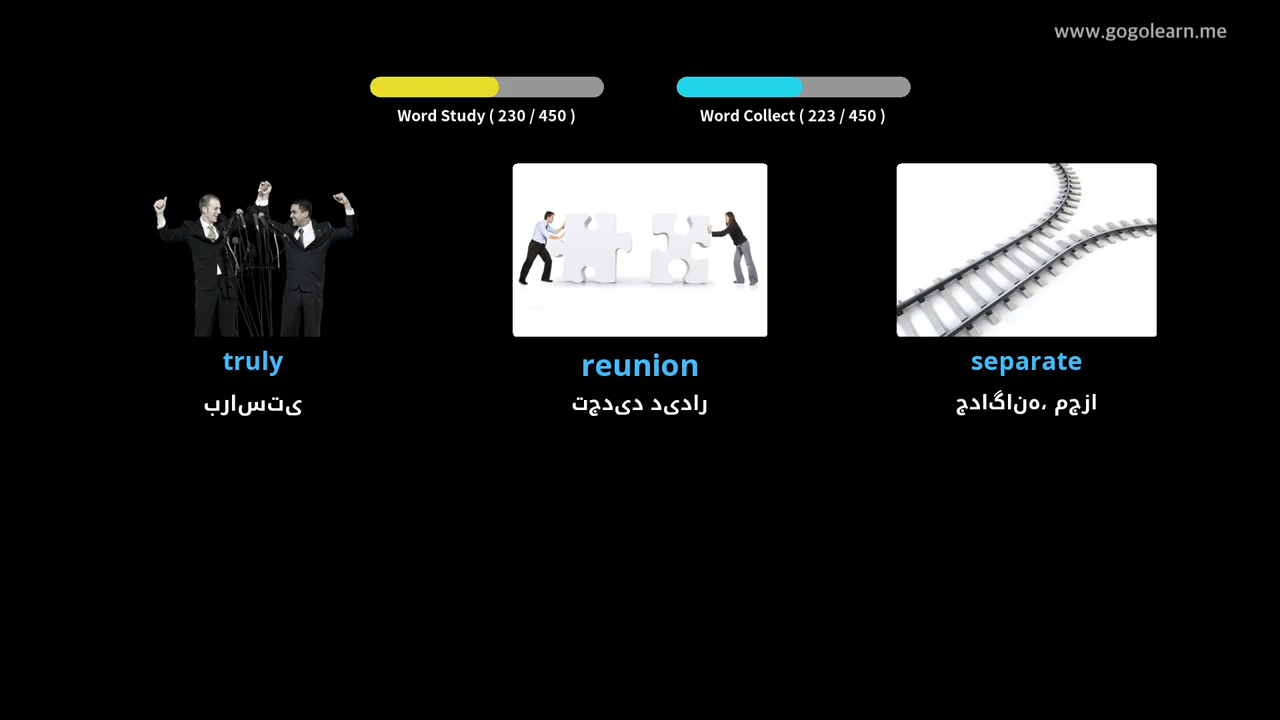 www.gogolearn.me
Word Study ( 230 / 450 )
Word Collect ( 223 / 450 )
truly
براستی
reunion
تجدید دیدار
separate
جداگانه، مجزا